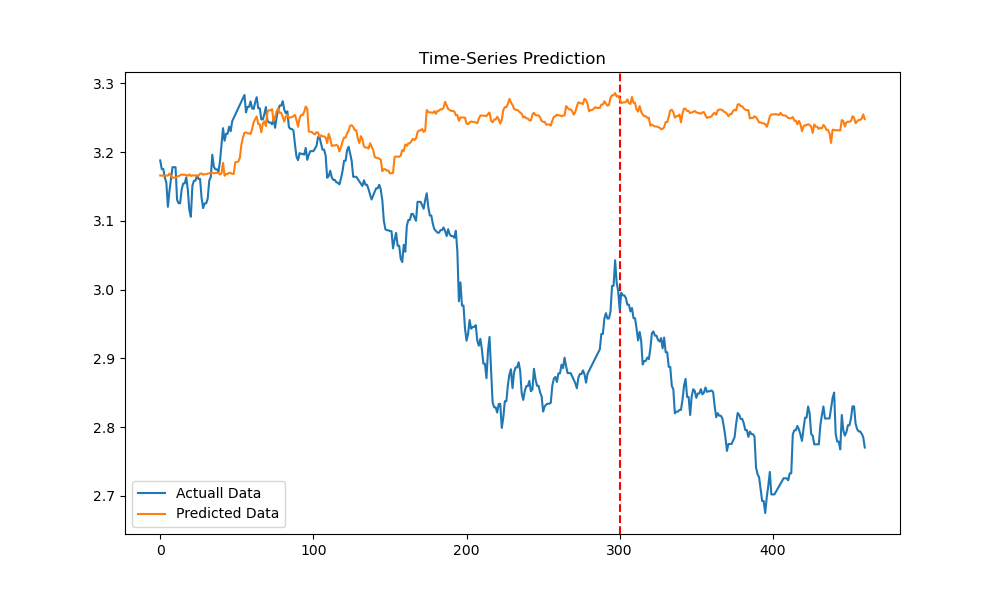 Time-Series Prediction
3.3
3.2
3.1
3.0
2.9
2.8
2.7
Actuall Data
Predicted Data
0 100 200 300 400